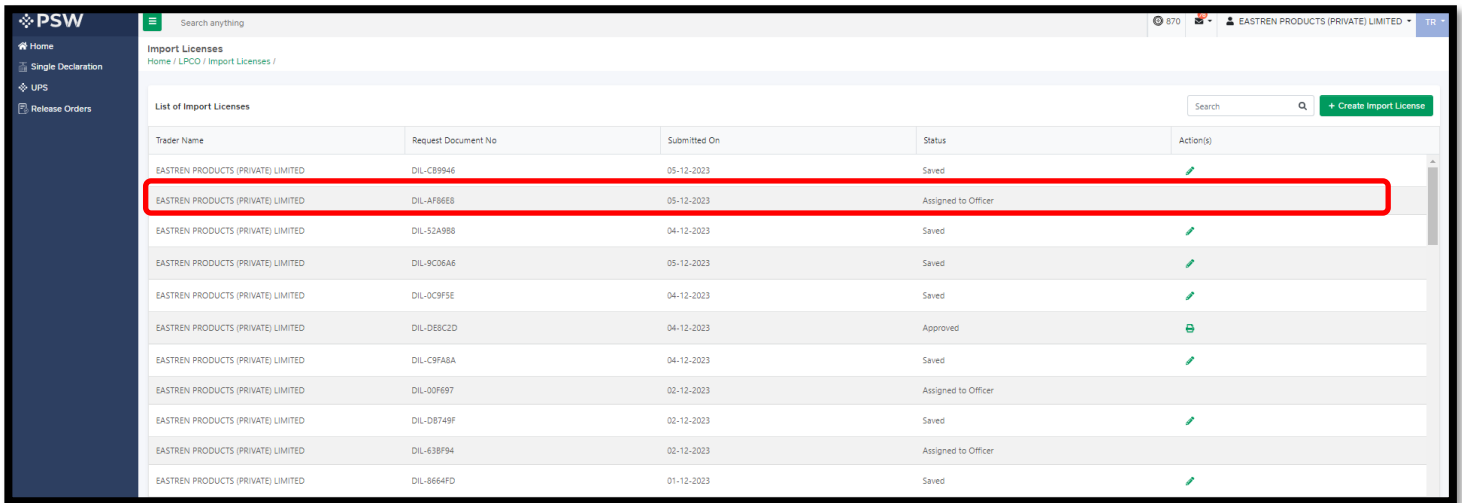 PSW
Search anything
870
EASTREN PRODUCTS (PRIVATE) LIMITED
TR
Home
Single Declaration
UPS
Release Orders
Import Licenses
Home / LPCO / Import Licenses /
List of Import Licenses
Search
+ Create Import License
Trader Name Request Document No Submitted On Status Action(s)
EASTREN PRODUCTS (PRIVATE) LIMITED DIL-CB9946 05-12-2023 Saved
EASTREN PRODUCTS (PRIVATE) LIMITED DIL-AF86E8 05-12-2023 Assigned to Officer
EASTREN PRODUCTS (PRIVATE) LIMITED DIL-52A9B8 04-12-2023 Saved
EASTREN PRODUCTS (PRIVATE) LIMITED DIL-9C06A6 05-12-2023 Saved
EASTREN PRODUCTS (PRIVATE) LIMITED DIL-0C9F5E 04-12-2023 Saved
EASTREN PRODUCTS (PRIVATE) LIMITED DIL-DE8C2D 04-12-2023 Approved
EASTREN PRODUCTS (PRIVATE) LIMITED DIL-C9FA8A 04-12-2023 Saved
EASTREN PRODUCTS (PRIVATE) LIMITED DIL-00F697 02-12-2023 Assigned to Officer
EASTREN PRODUCTS (PRIVATE) LIMITED DIL-DB749F 02-12-2023 Saved
EASTREN PRODUCTS (PRIVATE) LIMITED DIL-63BF94 02-12-2023 Assigned to Officer
EASTREN PRODUCTS (PRIVATE) LIMITED DIL-8664FD 01-12-2023 Saved